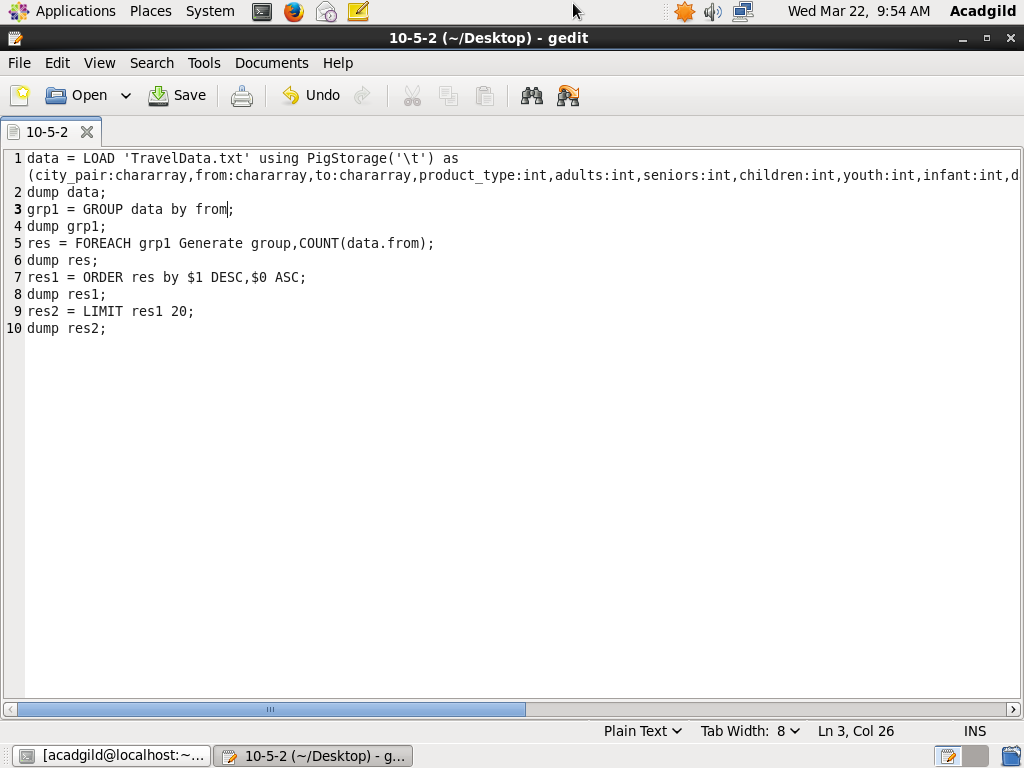 Applications Places System Wed Mar 22, 9:54 AM Acadgild
10-5-2 (~/Desktop) - gedit
File Edit View Search Tools Documents Help
Open Save Undo
10-5-2
1 data = LOAD 'TravelData.txt' using PigStorage('\t') as
(city_pair:chararray,from:chararray,to:chararray,product_type:int,adults:int,seniors:int,children:int,youth:int,infant:int,d
2 dump data;
3 grp1 = GROUP data by from;
4 dump grp1;
5 res = FOREACH grp1 Generate group,COUNT(data.from);
6 dump res;
7 res1 = ORDER res by $1 DESC,$0 ASC;
8 dump res1;
9 res2 = LIMIT res1 20;
10 dump res2;
Plain Text Tab Width: 8 Ln 3, Col 26 INS
[acadgild@localhost:~... 10-5-2 (~/Desktop) - g...